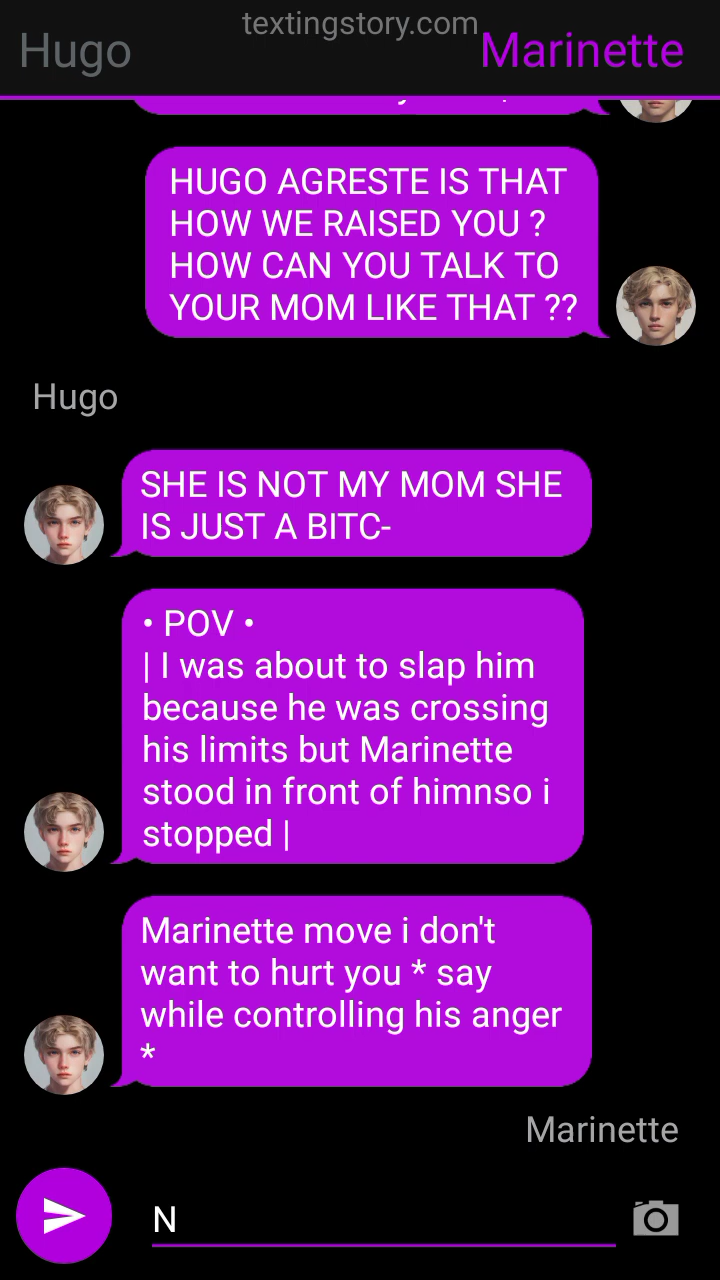 textingstory.com
Hugo
Marinette
HUGO AGRESTE IS THAT
HOW WE RAISED YOU ?
HOW CAN YOU TALK TO
YOUR MOM LIKE THAT ??
Hugo
SHE IS NOT MY MOM SHE
IS JUST A BITC-
• POV •
| I was about to slap him
because he was crossing
his limits but Marinette
stood in front of himnso i
stopped |
Marinette move i don't
want to hurt you * say
while controlling his anger
*
Marinette
N